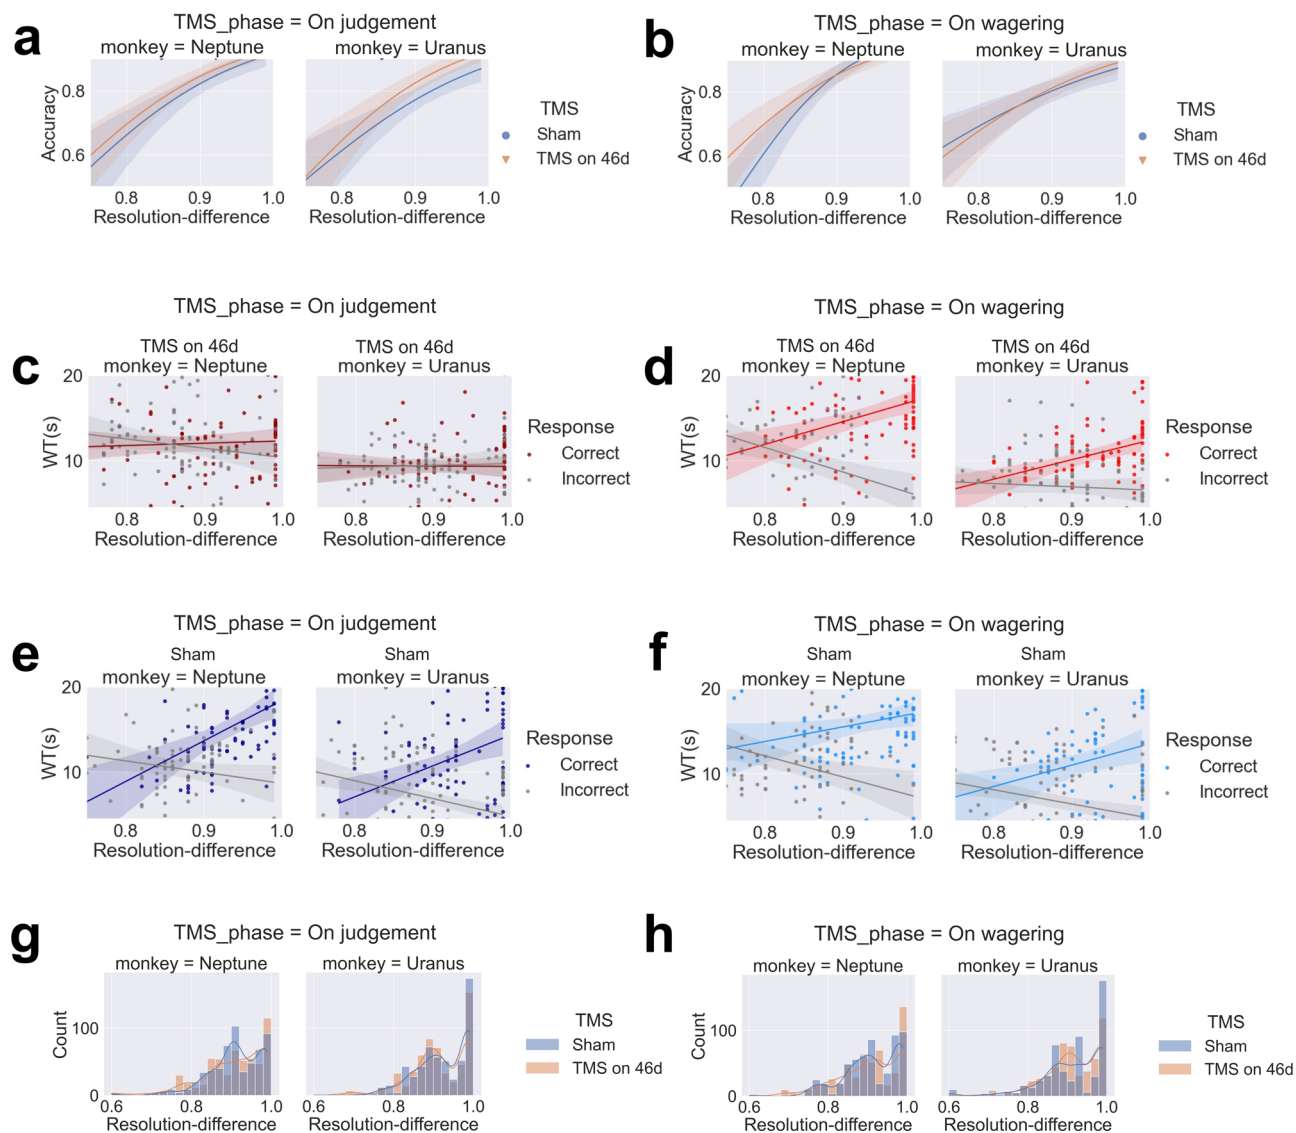 a
TMS_phase = On judgement
monkey = Neptune
monkey = Uranus
Accuracy
0.8
0.6
0.8
0.9
1.0
0.8
0.9
1.0
Resolution-difference
Resolution-difference
TMS
Sham
TMS on 46d
b
TMS_phase = On wagering
monkey = Neptune
monkey = Uranus
Accuracy
0.8
0.6
0.8
0.9
1.0
0.8
0.9
1.0
Resolution-difference
Resolution-difference
TMS
Sham
TMS on 46d
c
TMS_phase = On judgement
TMS on 46d
monkey = Neptune
TMS on 46d
monkey = Uranus
WT(s)
20
10
0.8
0.9
1.0
0.8
0.9
1.0
Resolution-difference
Resolution-difference
Response
Correct
Incorrect
d
TMS_phase = On wagering
TMS on 46d
monkey = Neptune
TMS on 46d
monkey = Uranus
WT(s)
20
10
0.8
0.9
1.0
0.8
0.9
1.0
Resolution-difference
Resolution-difference
Response
Correct
Incorrect
e
TMS_phase = On judgement
Sham
monkey = Neptune
Sham
monkey = Uranus
WT(s)
20
10
0.8
0.9
1.0
0.8
0.9
1.0
Resolution-difference
Resolution-difference
Response
Correct
Incorrect
f
TMS_phase = On wagering
Sham
monkey = Neptune
Sham
monkey = Uranus
WT(s)
20
10
0.8
0.9
1.0
0.8
0.9
1.0
Resolution-difference
Resolution-difference
Response
Correct
Incorrect
g
TMS_phase = On judgement
monkey = Neptune
monkey = Uranus
Count
100
0
0.6
0.8
1.0
0.6
0.8
1.0
Resolution-difference
Resolution-difference
TMS
Sham
TMS on 46d
h
TMS_phase = On wagering
monkey = Neptune
monkey = Uranus
Count
100
0
0.6
0.8
1.0
0.6
0.8
1.0
Resolution-difference
Resolution-difference
TMS
Sham
TMS on 46d